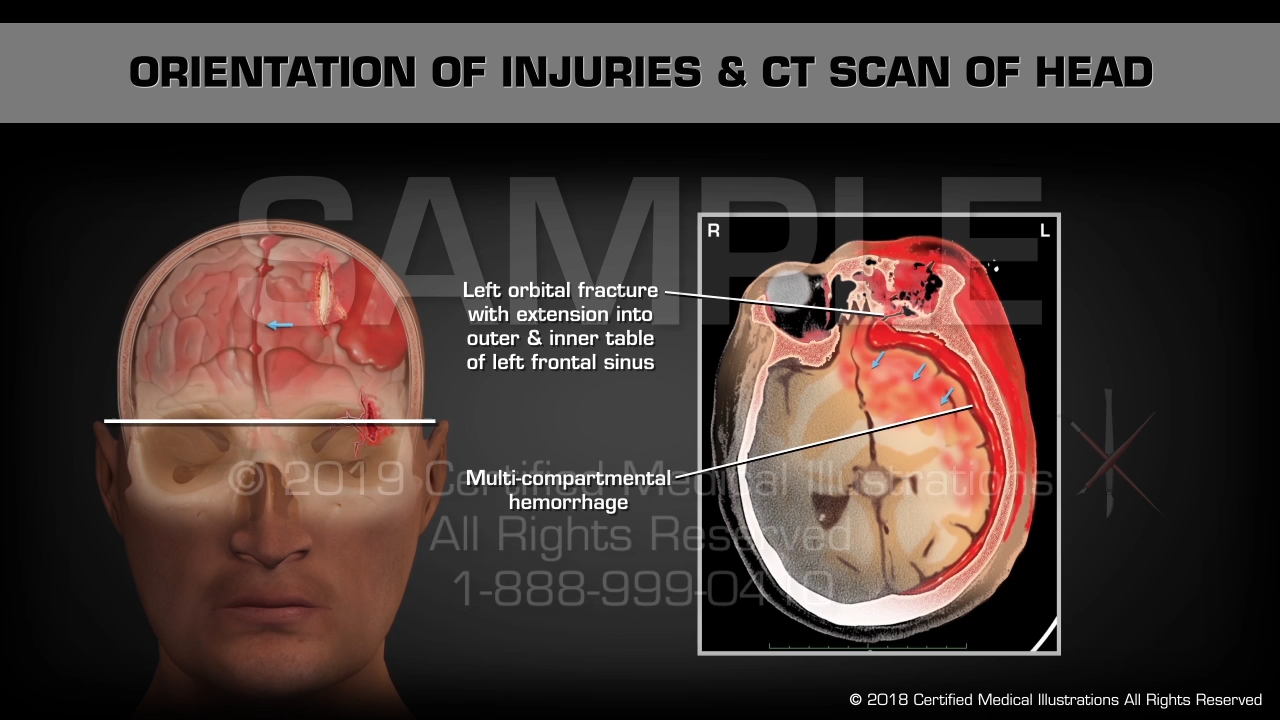 ORIENTATION OF INJURIES & CT SCAN OF HEAD
SAMPLE
R
L
Left orbital fracture
with extension into
outer & inner table
of left frontal sinus
Multi-compartmental
hemorrhage
© 2019 Certified Medical Illustrations
All Rights Reserved
1-888-999-0410
© 2018 Certified Medical Illustrations All Rights Reserved